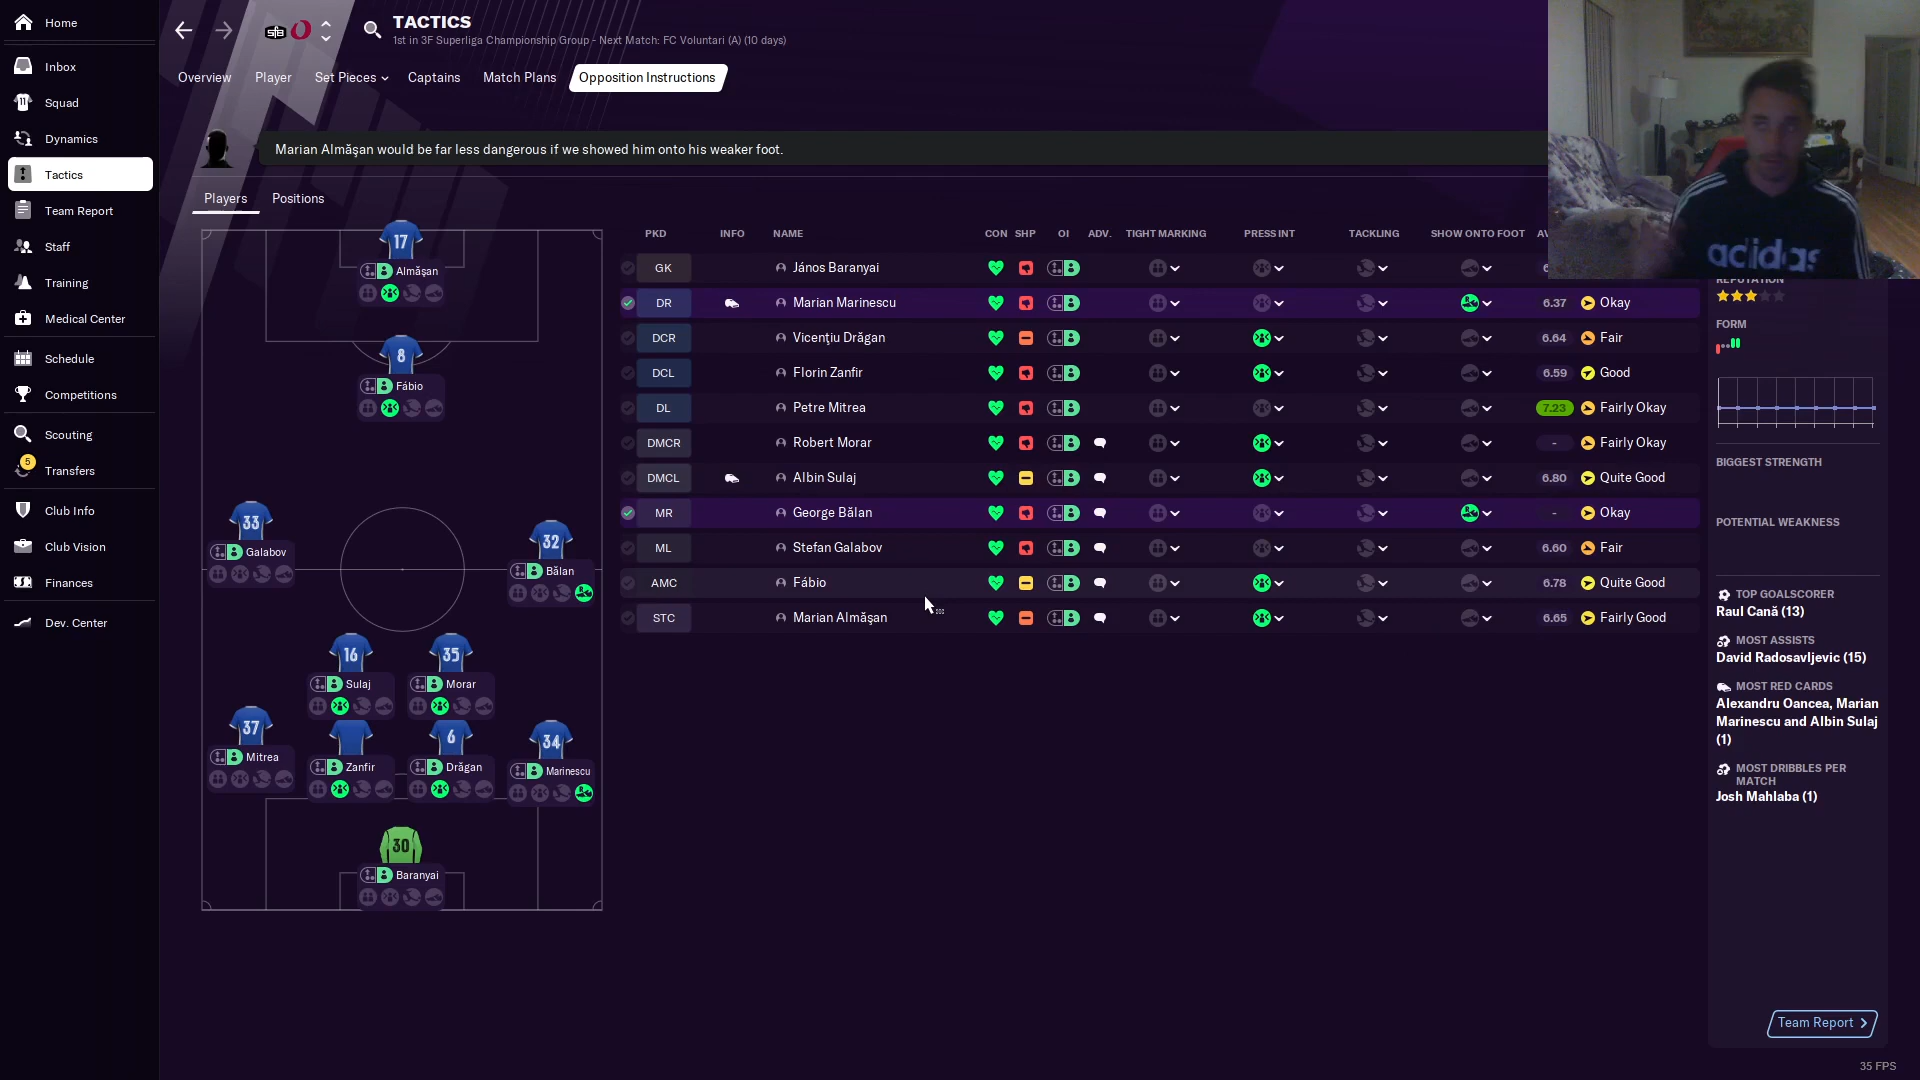 Home
TACTICS
1st in 3F Superliga Championship Group - Next Match: FC Voluntari (A) (10 days)
Inbox
Overview
Player
Set Pieces
Captains
Match Plans
Opposition Instructions
Squad
Dynamics
Marian Almăşan would be far less dangerous if we showed him onto his weaker foot.
Tactics
Players
Positions
Team Report
PKD INFO NAME CON SHP OI ADV. TIGHT MARKING PRESS INT TACKLING SHOW ONTO FOOT
Staff
17
Almăşan
GK János Baranyai
adidas
Training
REPUTATION
DR Marian Marinescu 6.37 Okay
Medical Center
FORM
DCR Vicenţiu Drăgan 6.64 Fair
8
Fábio
Schedule
DCL Florin Zanfir 6.59 Good
Competitions
DL Petre Mitrea 7.23 Fairly Okay
Scouting
DMCR Robert Morar - Fairly Okay
5
Transfers
BIGGEST STRENGTH
DMCL Albin Sulaj 6.80 Quite Good
Club Info
MR George Bălan - Okay
POTENTIAL WEAKNESS
33
Galabov
32
Bălan
Club Vision
ML Stefan Galabov 6.60 Fair
Finances
AMC Fábio 6.78 Quite Good
TOP GOALSCORER
Raul Cană (13)
Dev. Center
STC Marian Almăşan 6.65 Fairly Good
MOST ASSISTS
David Radosavljevic (15)
16
Sulaj
35
Morar
MOST RED CARDS
Alexandru Oancea, Marian
Marinescu and Albin Sulaj
(1)
37
Mitrea
Zanfir
6
Drăgan
34
Marinescu
MOST DRIBBLES PER
MATCH
Josh Mahlaba (1)
30
Baranyai
Team Report
35 FPS